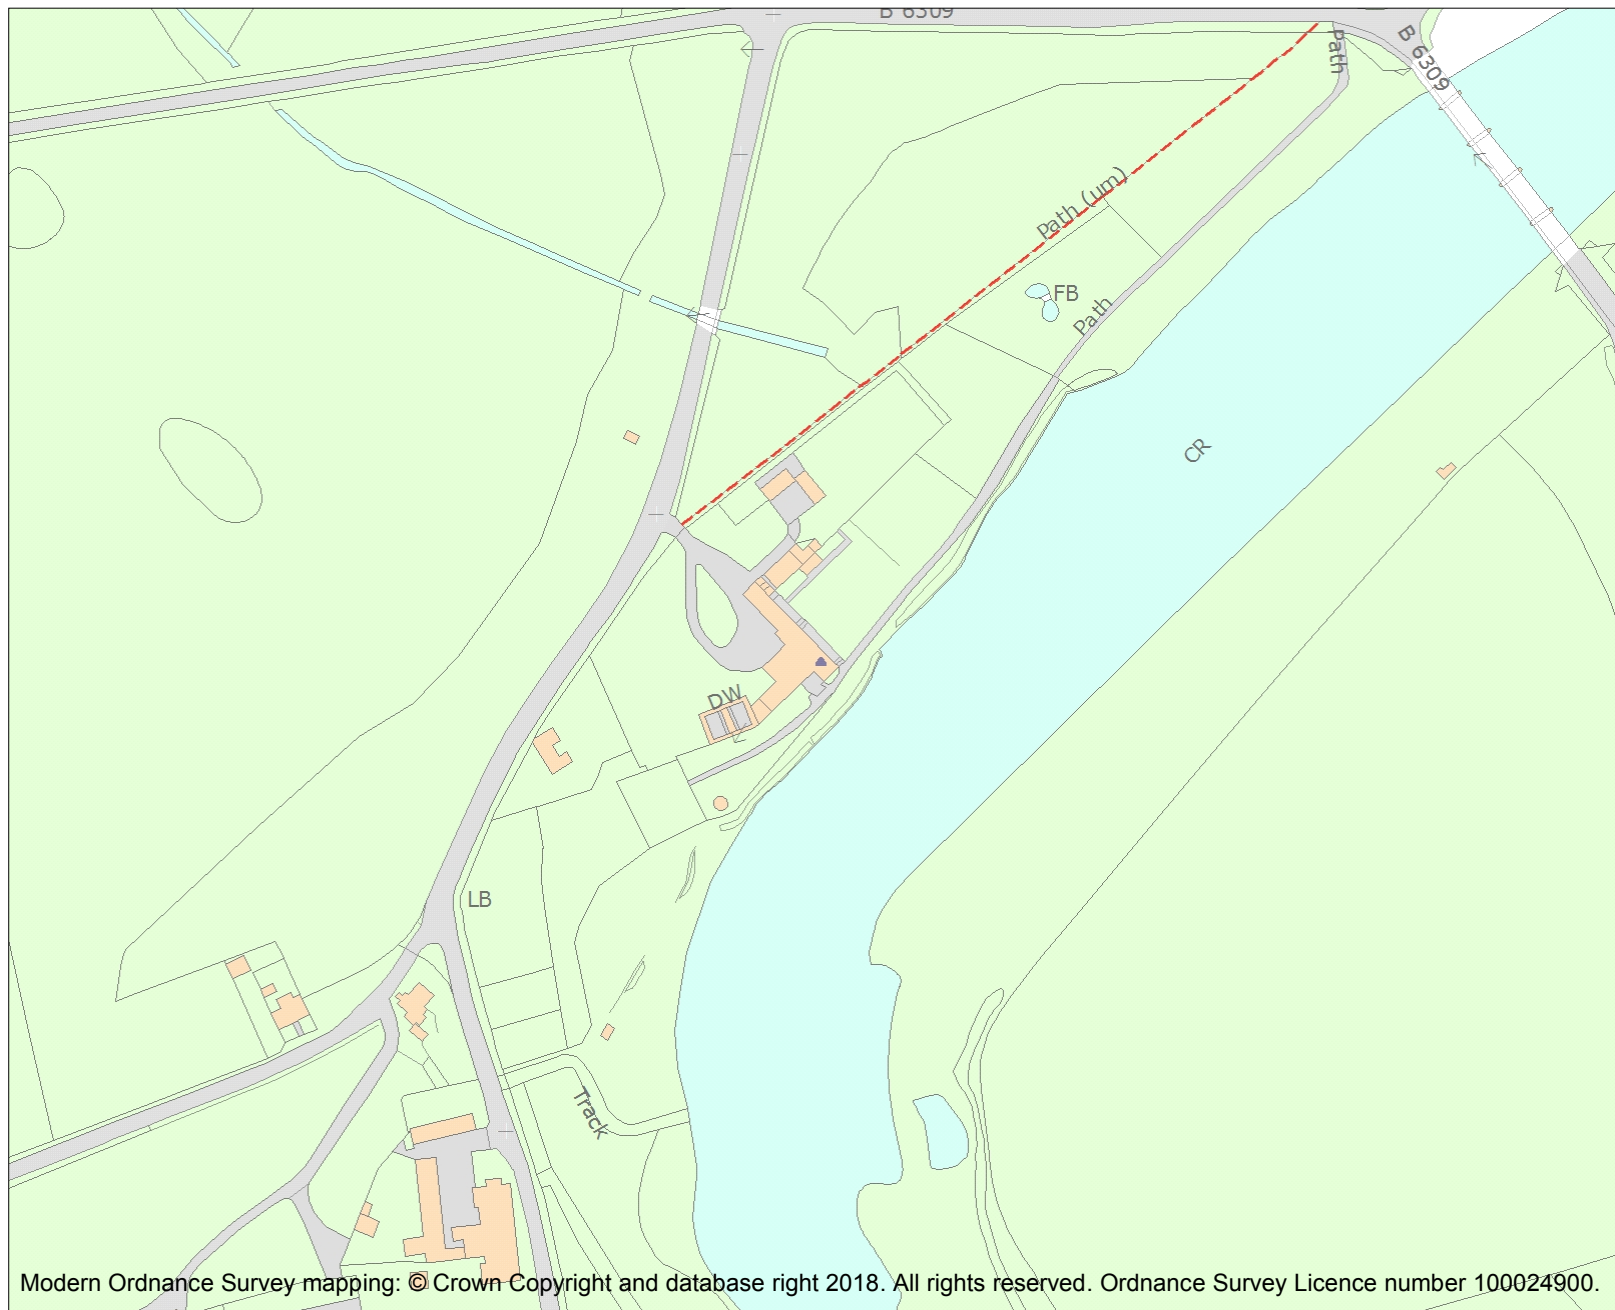 B 6309
Path
B 6309
Path (um)
FB
Path
CR
DW
LB
Track
Modern Ordnance Survey mapping: © Crown Copyright and database right 2018. All rights reserved. Ordnance Survey Licence number 100024900.